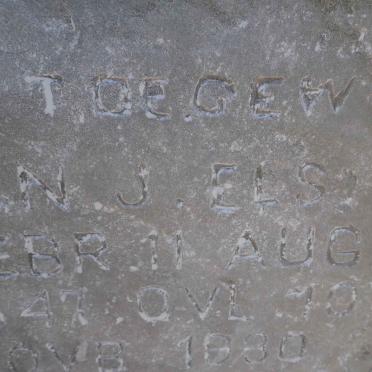 TOEGEW
N J. ELS
EBR 11 AUG
47 OVL 10
OVB 1930